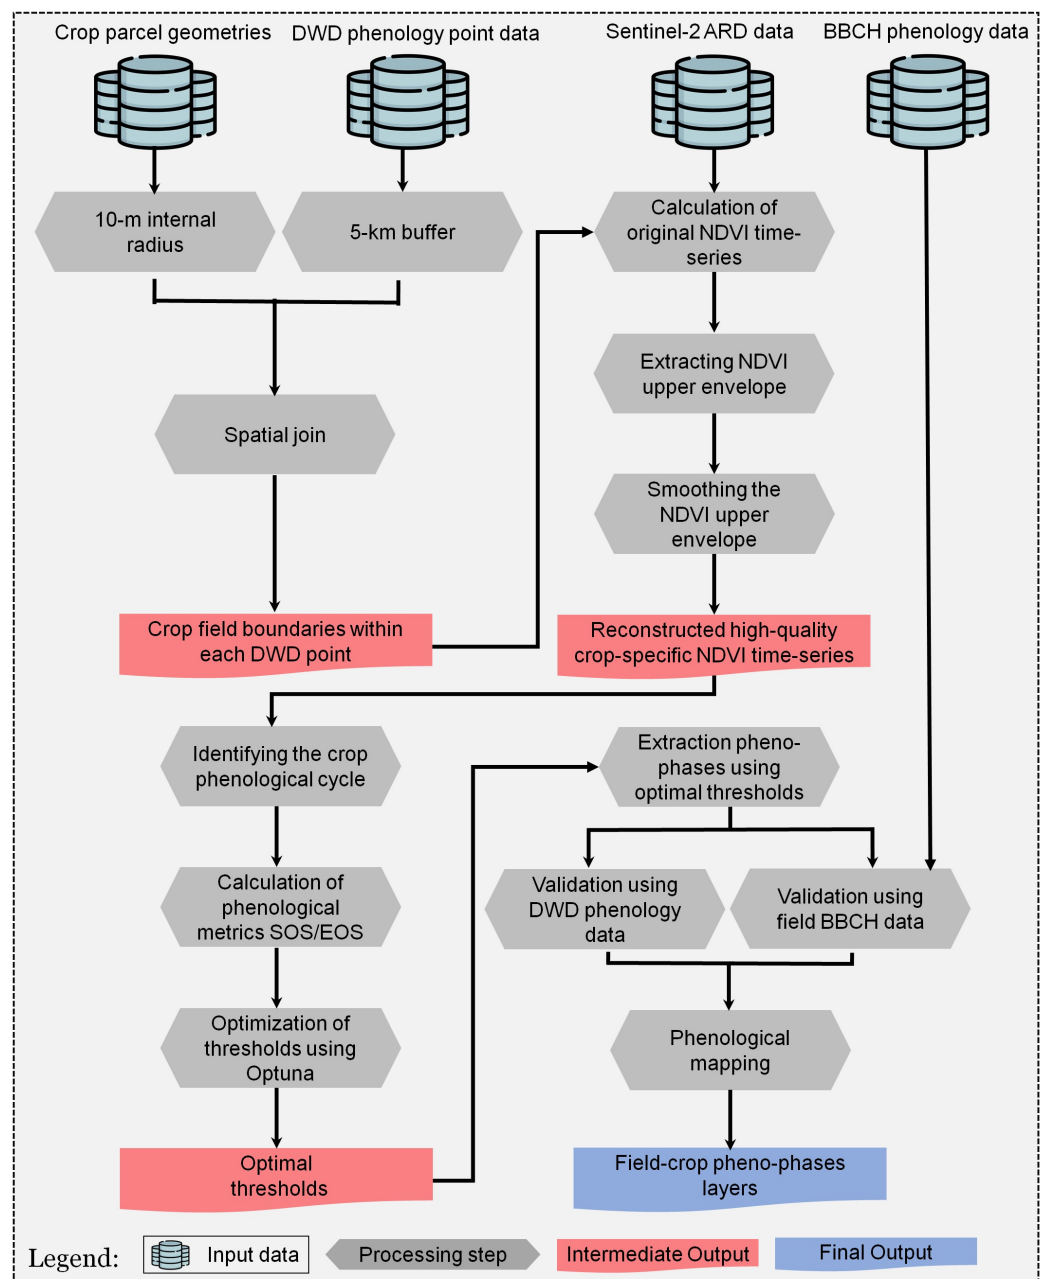 Crop parcel geometries
DWD phenology point data
Sentinel-2 ARD data
BBCH phenology data
10-m internal
radius
5-km buffer
Calculation of
original NDVI time-
series
Extracting NDVI
upper envelope
Spatial join
Smoothing the
NDVI upper
envelope
Crop field boundaries within
each DWD point
Reconstructed high-quality
crop-specific NDVI time-series
Identifying the crop
phenological cycle
Extraction pheno-
phases using
optimal thresholds
Calculation of
phenological
metrics SOS/EOS
Validation using
DWD phenology
data
Validation using
field BBCH data
Optimization of
thresholds using
Optuna
Phenological
mapping
Optimal
thresholds
Field-crop pheno-phases
layers
Legend:
Input data
Processing step
Intermediate Output
Final Output